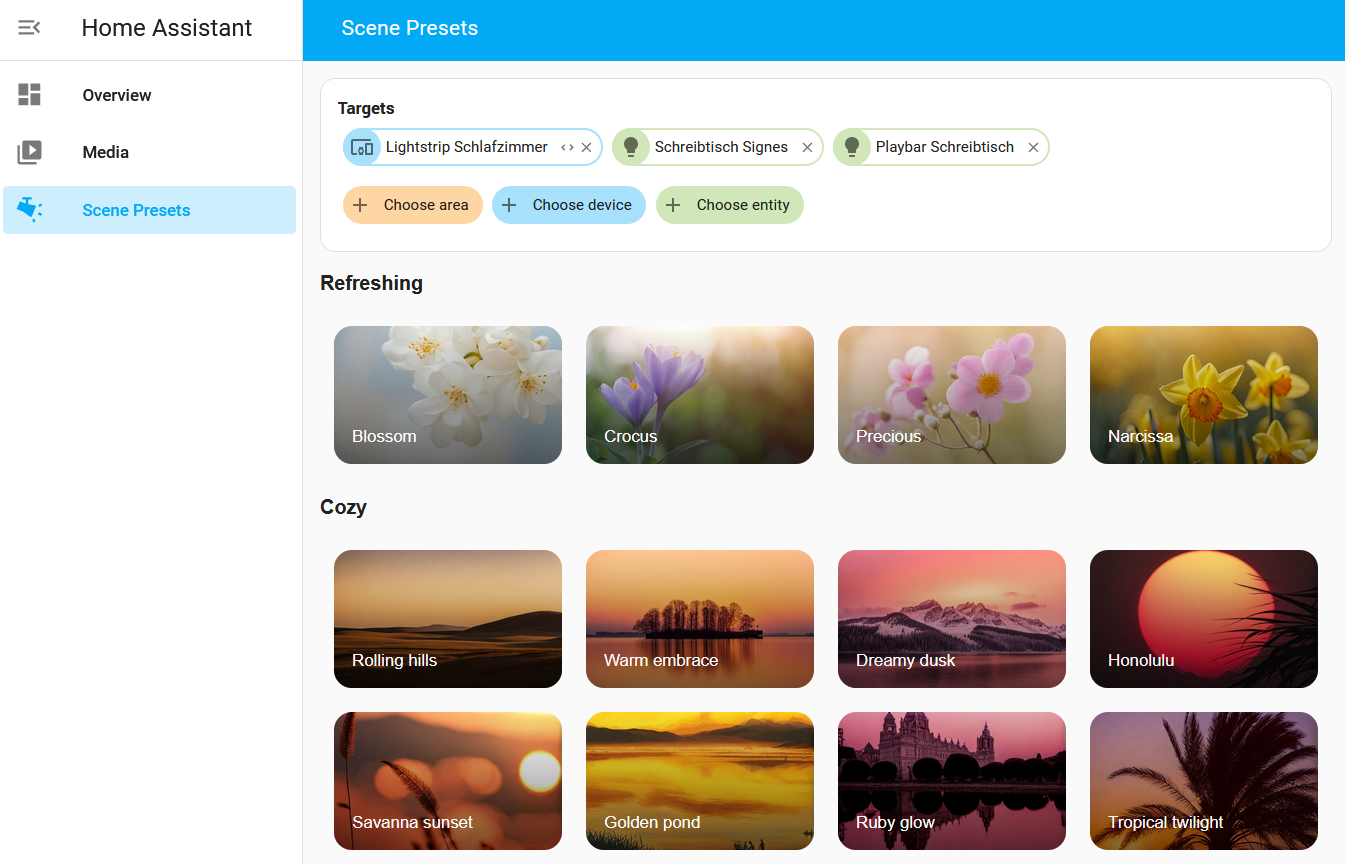 Home Assistant
Scene Presets
Overview
Media
Scene Presets
Targets
Lightstrip Schlafzimmer
Schreibtisch Signes
Playbar Schreibtisch
Choose area
Choose device
Choose entity
Refreshing
Blossom
Crocus
Precious
Narcissa
Cozy
Rolling hills
Warm embrace
Dreamy dusk
Honolulu
Savanna sunset
Golden pond
Ruby glow
Tropical twilight